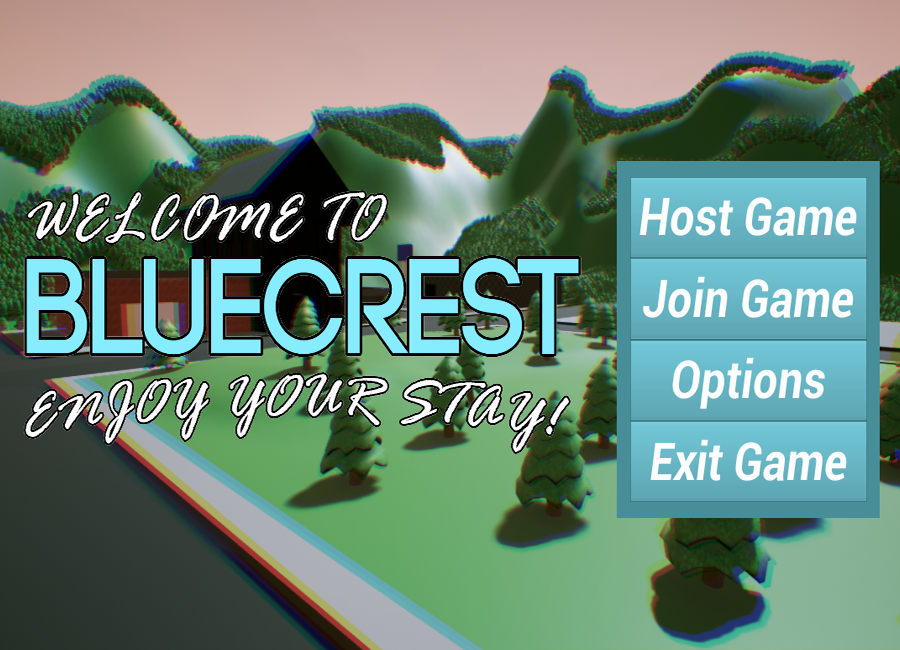 WELCOME TO
BLUECREST
ENJOY YOUR STAY!
Host Game
Join Game
Options
Exit Game